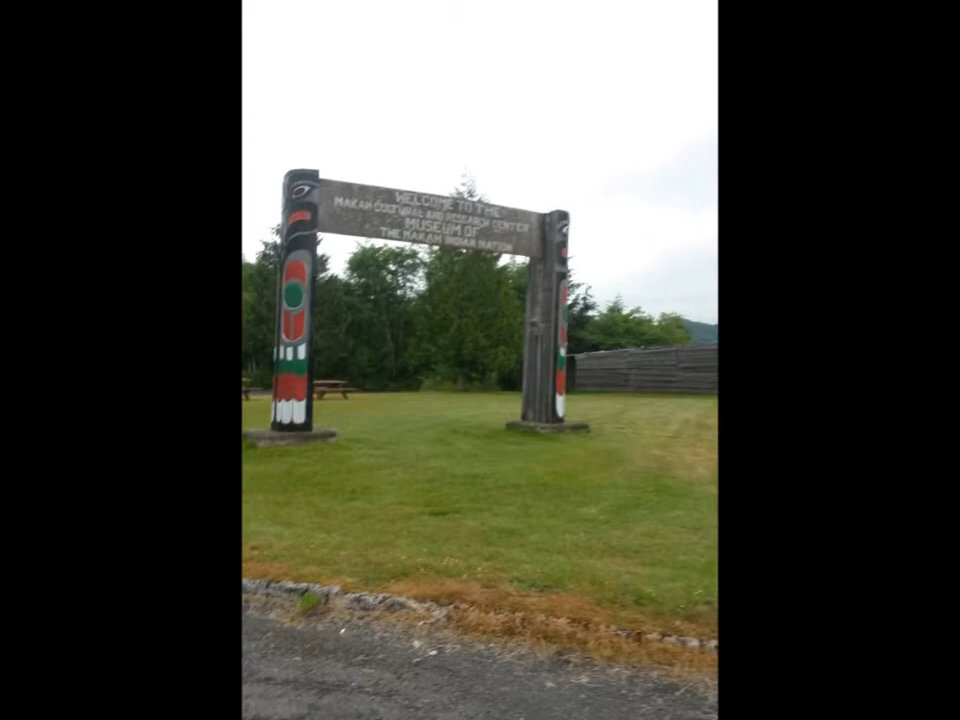 WELCOME TO THE
MAKAH CULTURAL AND RESEARCH CENTER
MUSEUM OF
THE MAKAH INDIAN NATION